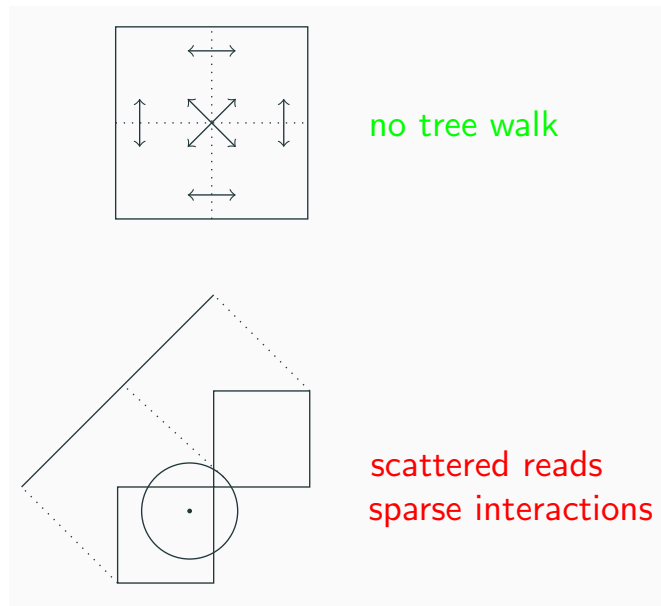 no tree walk
scattered reads
sparse interactions